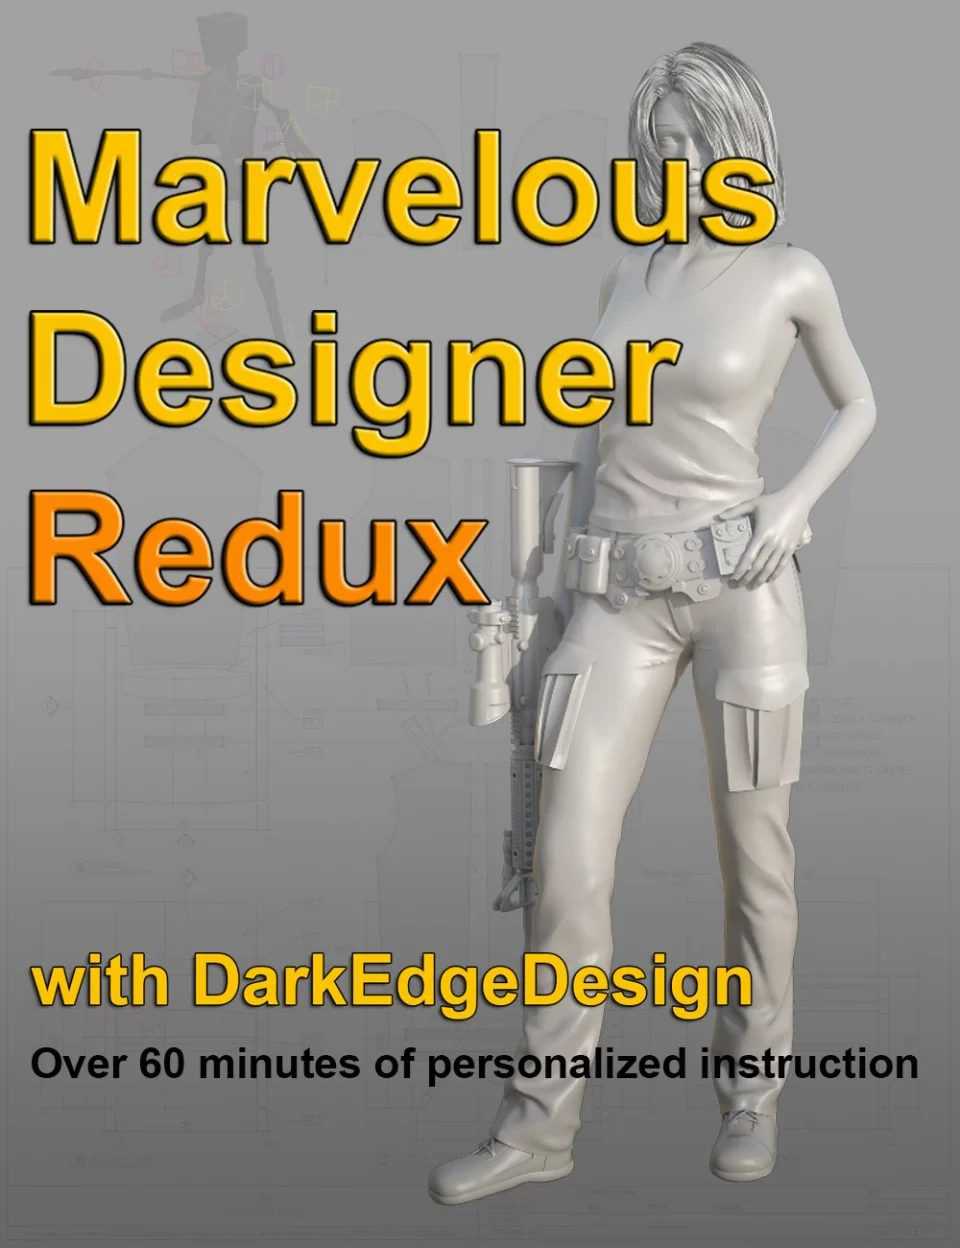 Marvelous
Designer
Redux
with DarkEdgeDesign
Over 60 minutes of personalized instruction